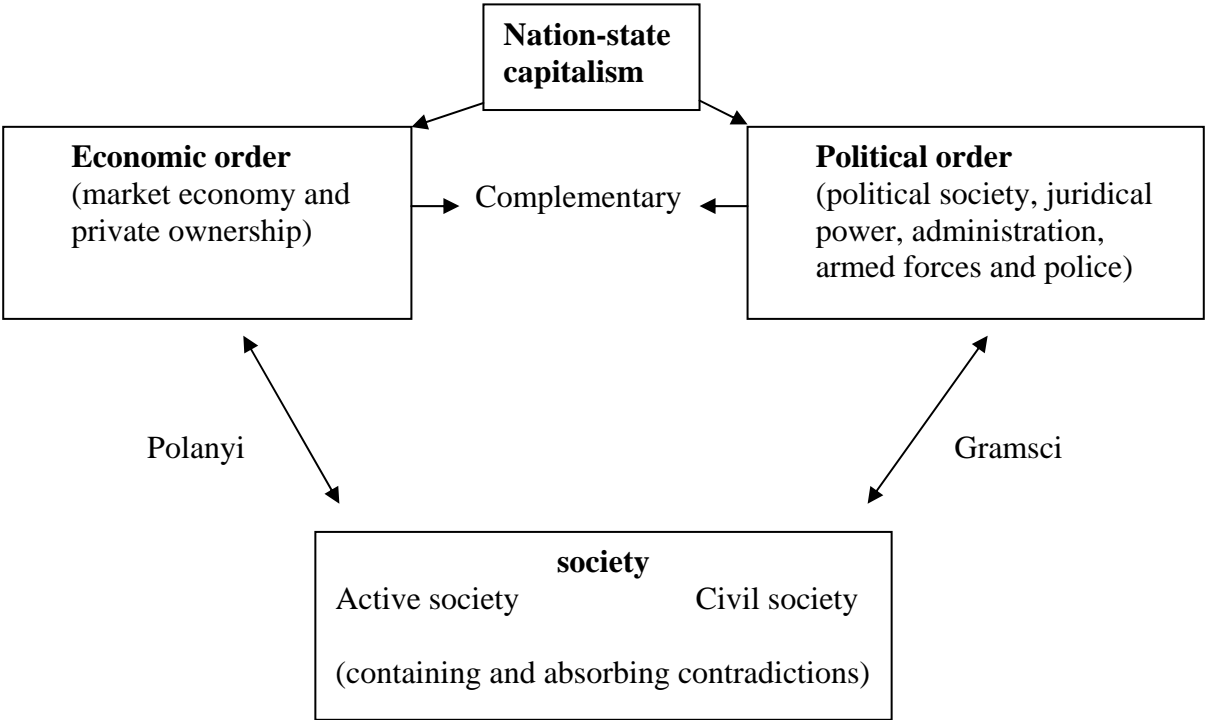 Nation-state
capitalism
Economic order
(market economy and
private ownership)
Complementary
Political order
(political society, juridical
power, administration,
armed forces and police)
Polanyi
Gramsci
society
Active society
Civil society
(containing and absorbing contradictions)